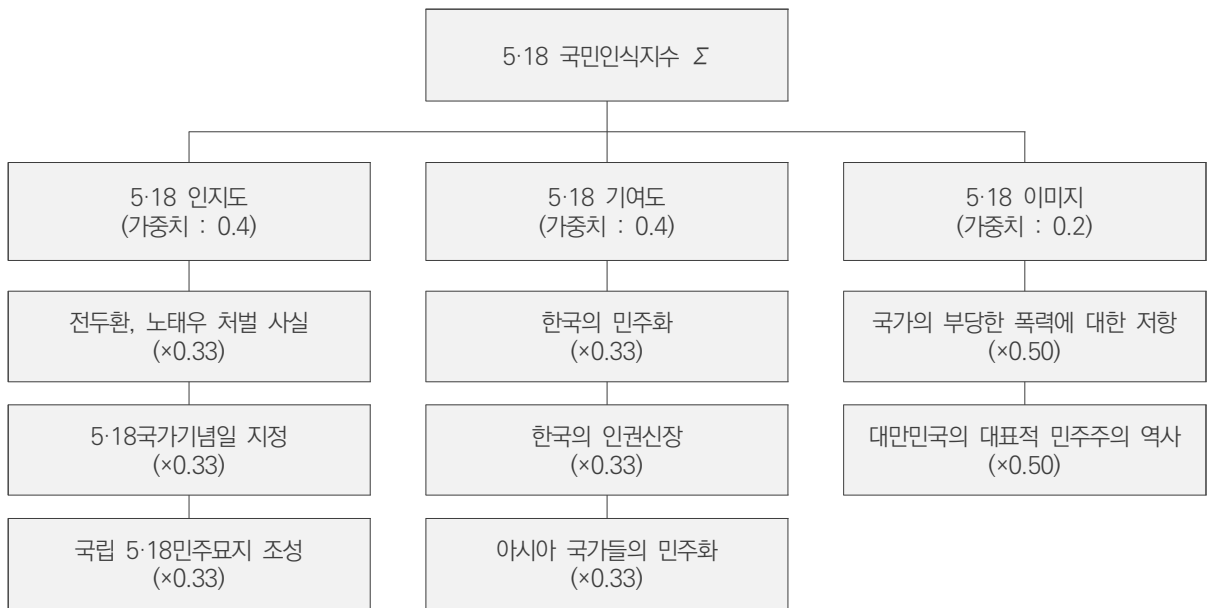 5·18 국민인식지수 Σ
5·18 인지도
(가중치 : 0.4)
전두환, 노태우 처벌 사실
(×0.33)
5·18국가기념일 지정
(×0.33)
국립 5·18민주묘지 조성
(×0.33)
5·18 기여도
(가중치 : 0.4)
한국의 민주화
(×0.33)
한국의 인권신장
(×0.33)
아시아 국가들의 민주화
(×0.33)
5·18 이미지
(가중치 : 0.2)
국가의 부당한 폭력에 대한 저항
(×0.50)
대만민국의 대표적 민주주의 역사
(×0.50)